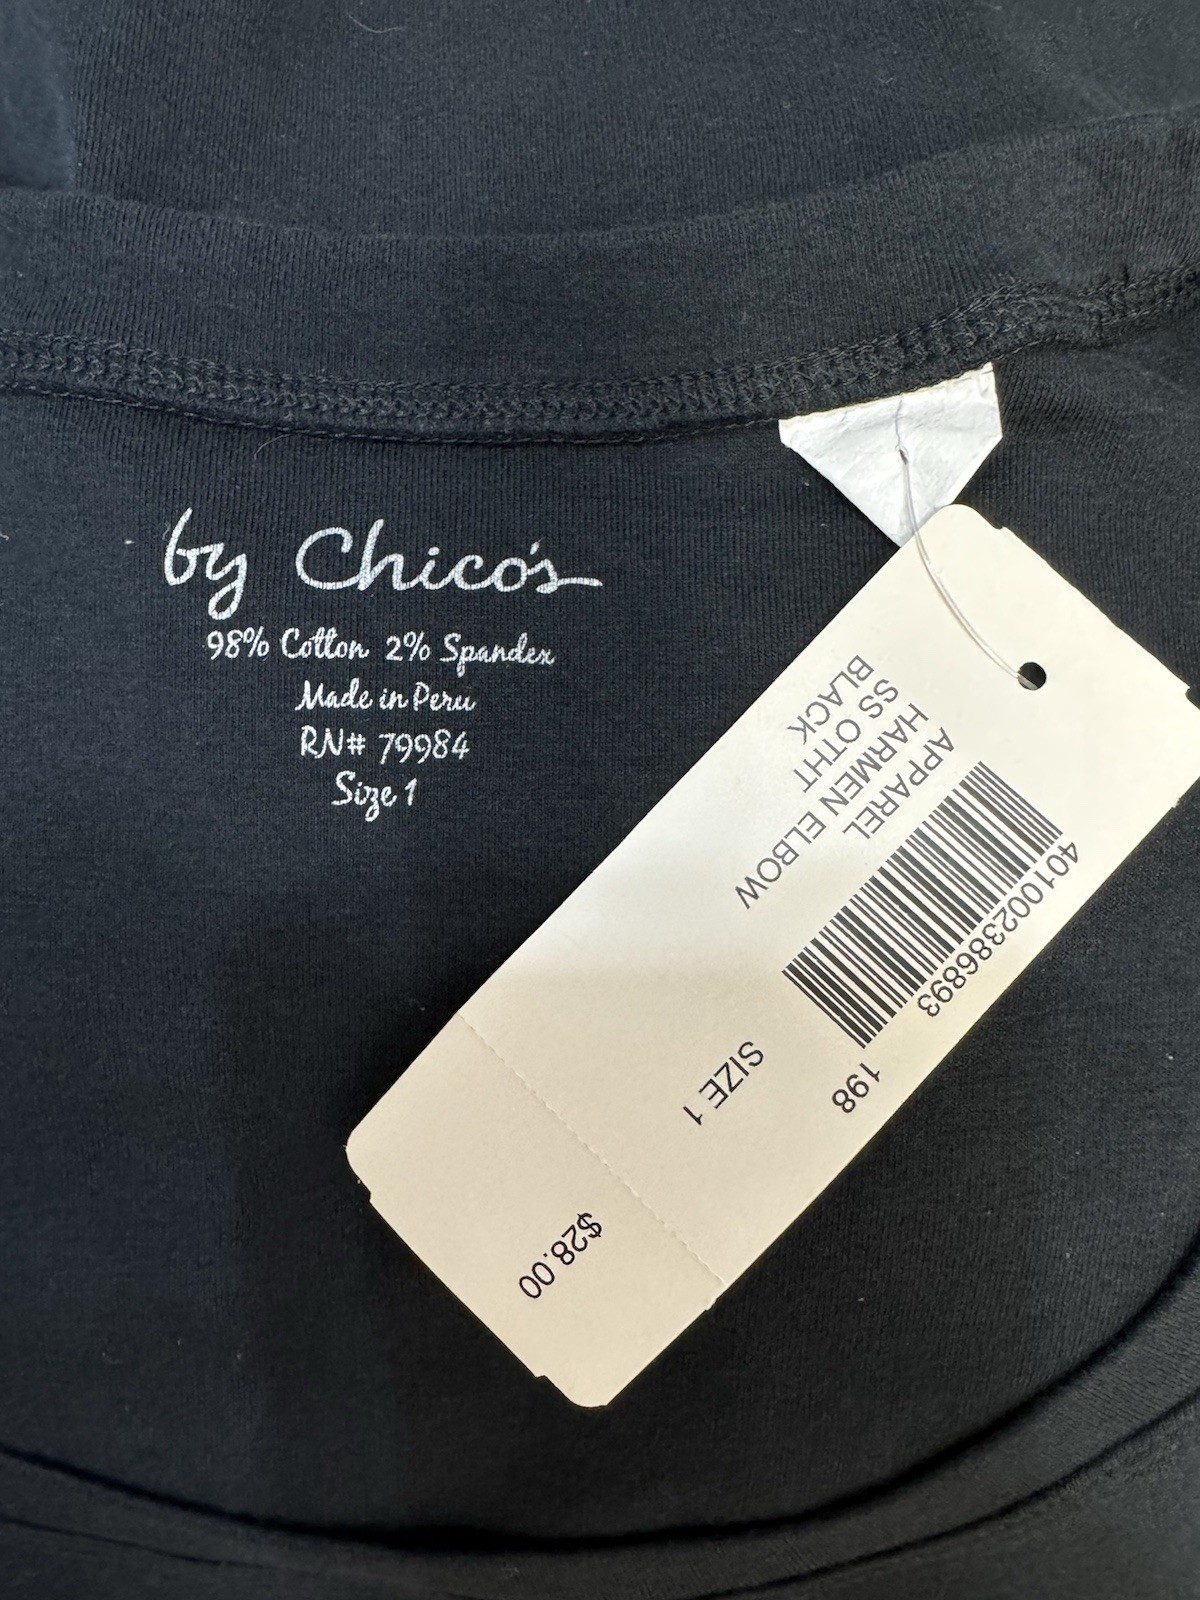 by Chico's
98% Cotton 2% Spandex
Made in Peru
RN# 79984
Size 1
401002386893
198
APPAREL
HARMEN ELBOW
SS OTHT
BLACK
SIZE 1
$28.00